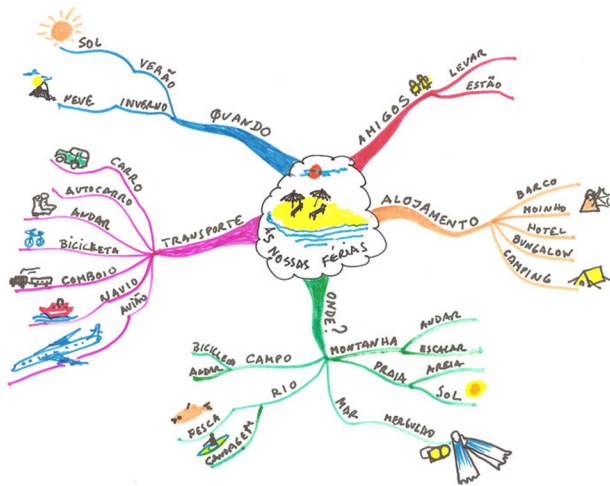 AS NOSSAS FÉRIAS
QUANDO
VERÃO
SOL
INVERNO
NEVE
AMIGOS
LEVAR
ESTÃO
ALOJAMENTO
BARCO
MOINHO
HOTEL
BUNGALOW
CAMPING
ONDE?
MONTANHA
ANDAR
ESCALAR
PRAIA
AREIA
SOL
MAR
MERGULHO
RIO
PESCA
CANOAGEM
CAMPO
BICICLETA
ANDAR
TRANSPORTE
CARRO
AUTOCARRO
ANDAR
BICICLETA
COMBOIO
NAVIO
AVIÃO